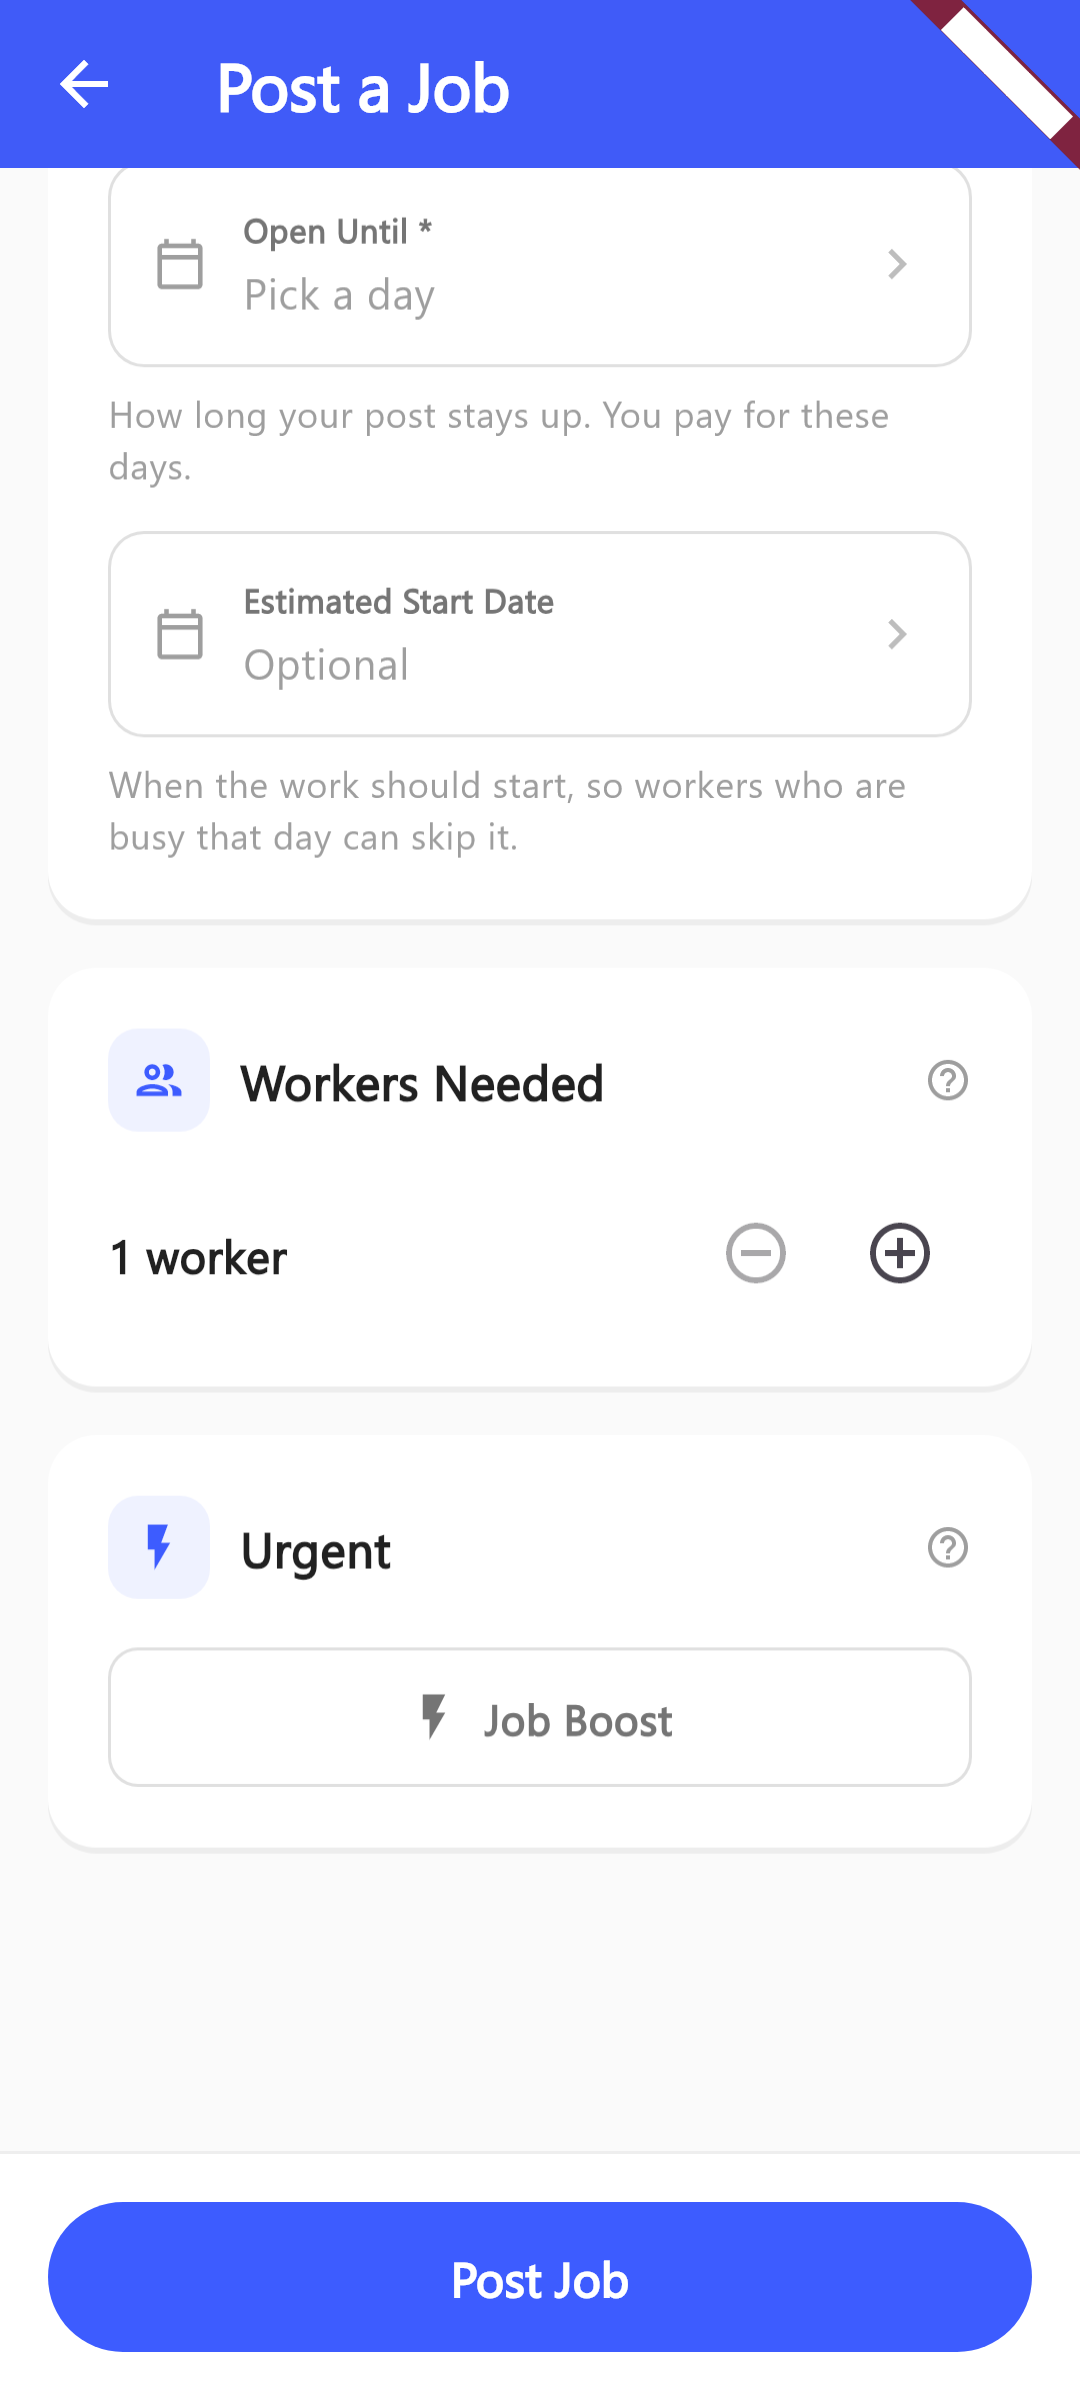 Post a Job
Open Until *
Pick a day
How long your post stays up. You pay for these
days.
Estimated Start Date
Optional
When the work should start, so workers who are
busy that day can skip it.
Workers Needed
1 worker
Urgent
Job Boost
Post Job